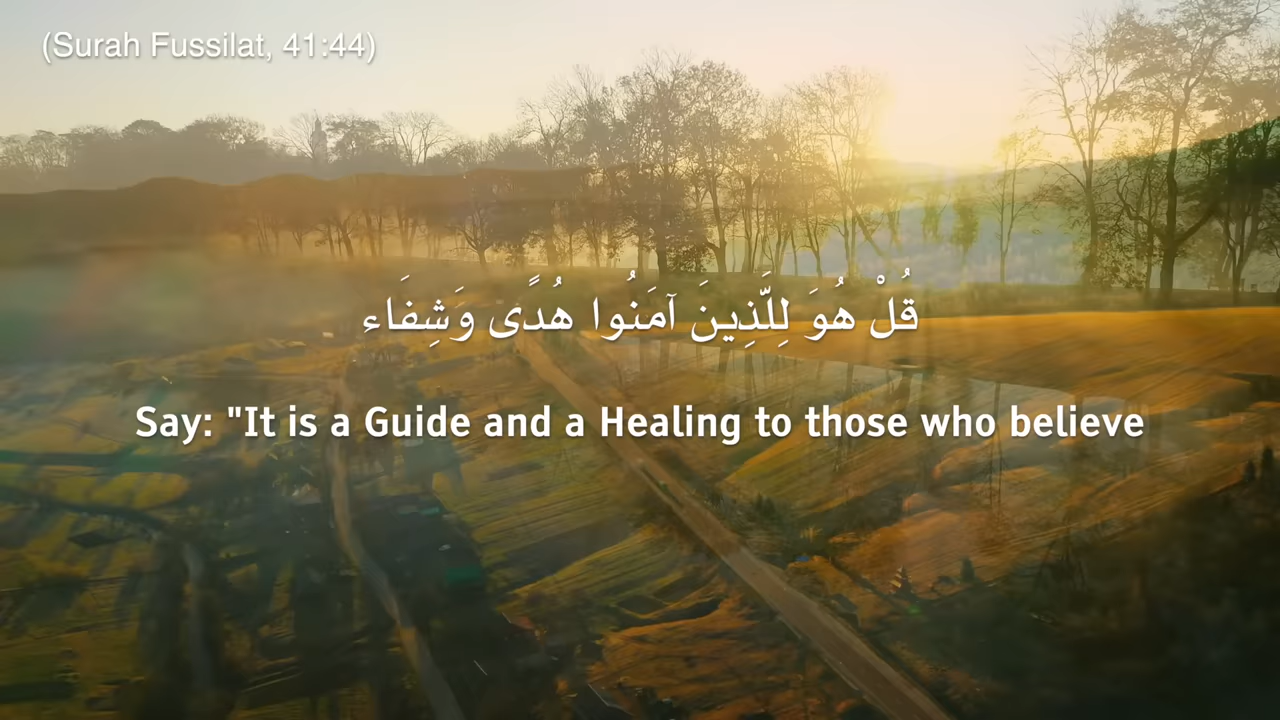 (Surah Fussilat, 41:44)
قُلْ هُوَ لِلَّذِينَ آمَنُوا هُدًى وَشِفَاء
Say: "It is a Guide and a Healing to those who believe